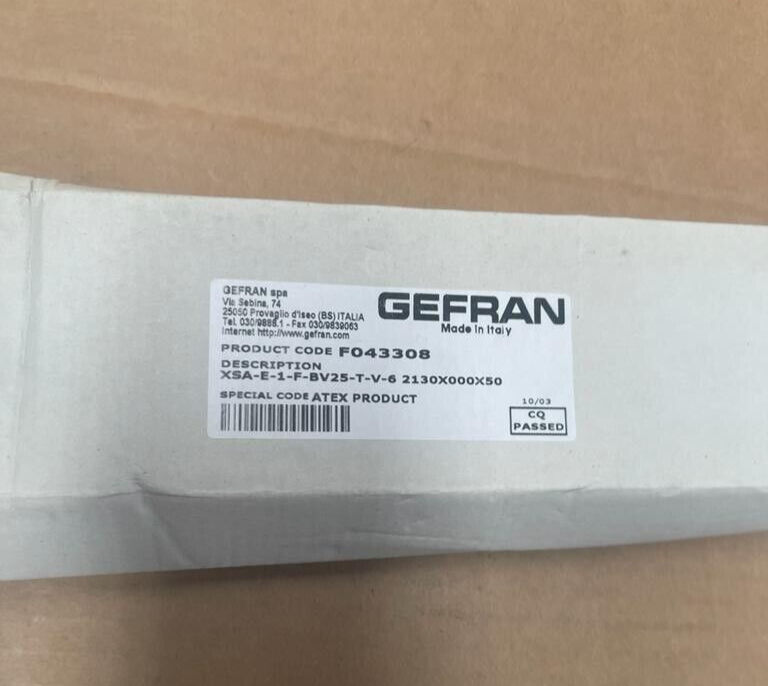 GEFRAN spa
Via Sebina, 74
25050 Provaglio d'Iseo (BS) ITALIA
Tel. 030/9888.1 - Fax 030/9839063
Internet http://www.gefran.com
GEFRAN
Made in Italy
PRODUCT CODE F043308
DESCRIPTION
XSA-E-1-F-BV25-T-V-6 2130X000X50
SPECIAL CODE ATEX PRODUCT
10/03
CQ
PASSED